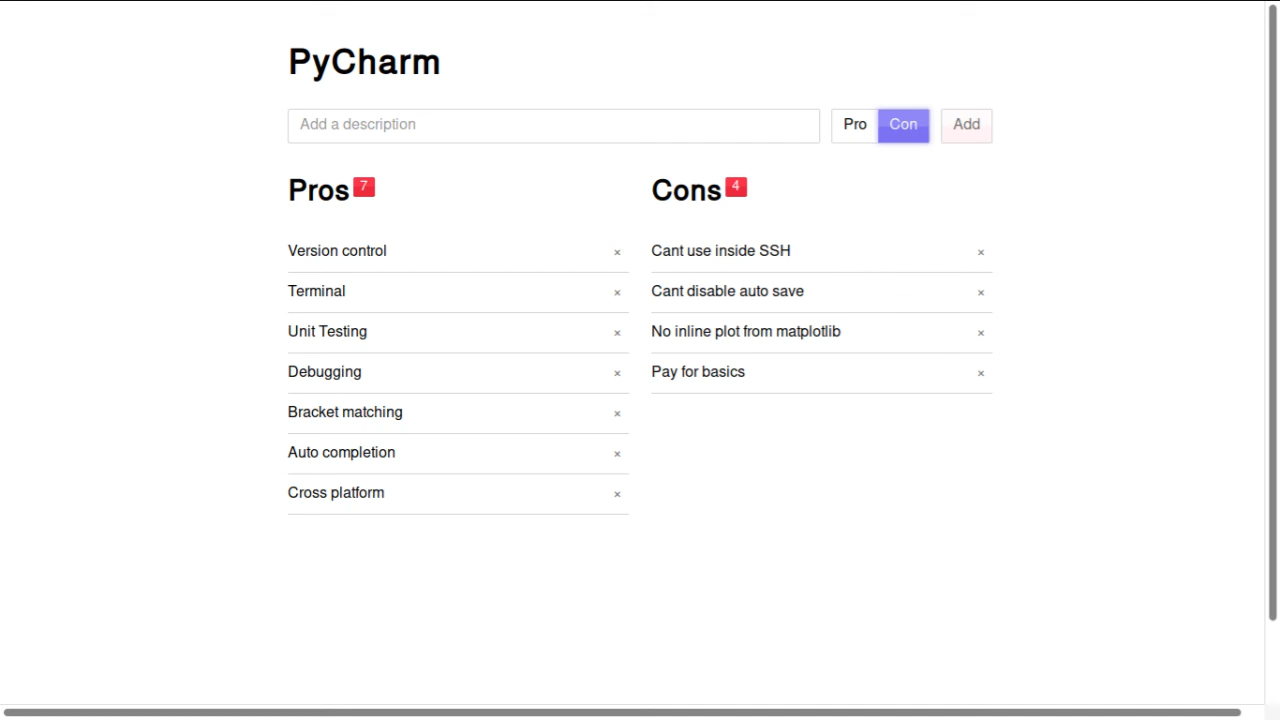 PyCharm
Add a description Pro Con Add
Pros 7
Version control ×
Terminal ×
Unit Testing ×
Debugging ×
Bracket matching ×
Auto completion ×
Cross platform ×
Cons 4
Cant use inside SSH ×
Cant disable auto save ×
No inline plot from matplotlib ×
Pay for basics ×